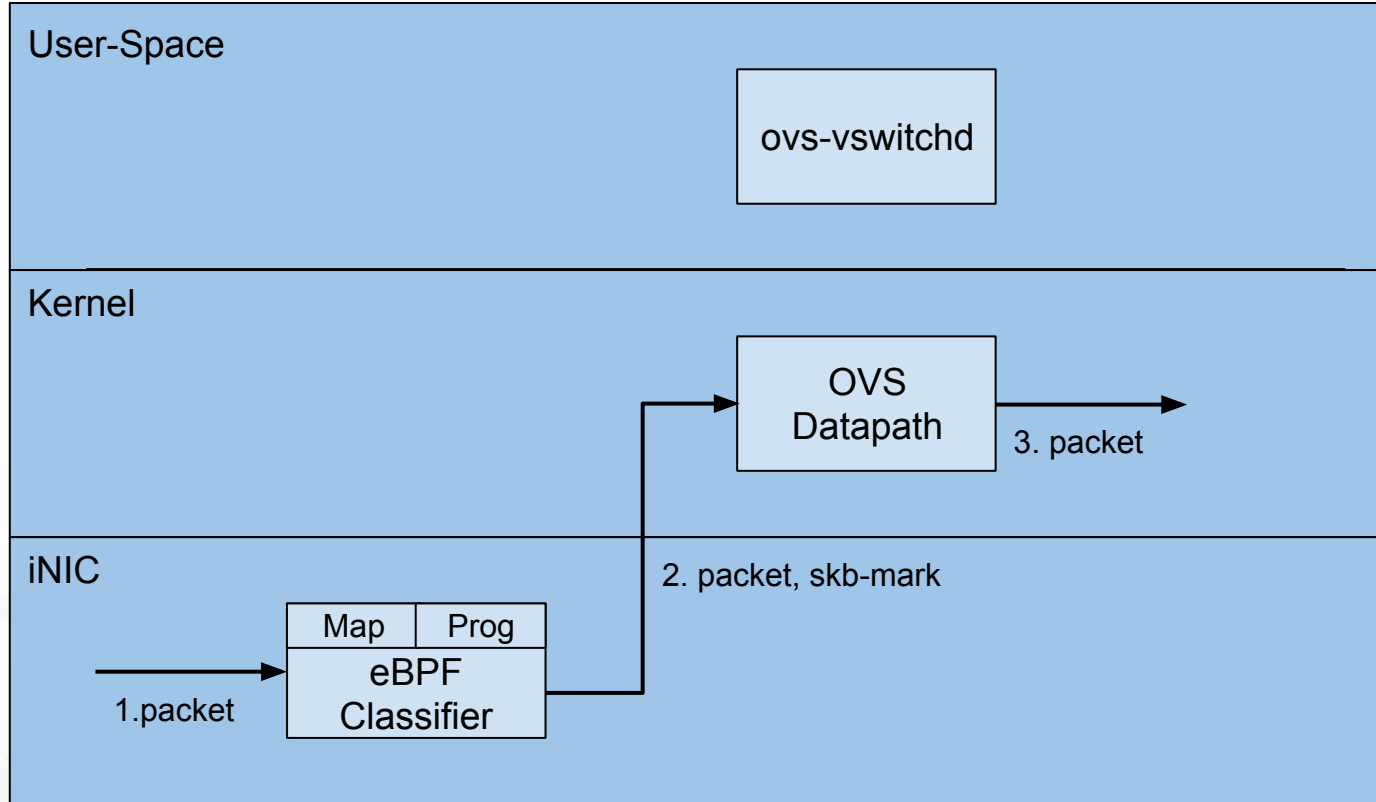 User-Space
ovs-vswitchd
Kernel
OVS
Datapath
3. packet
iNIC
2. packet, skb-mark
Map
Prog
eBPF
Classifier
1.packet